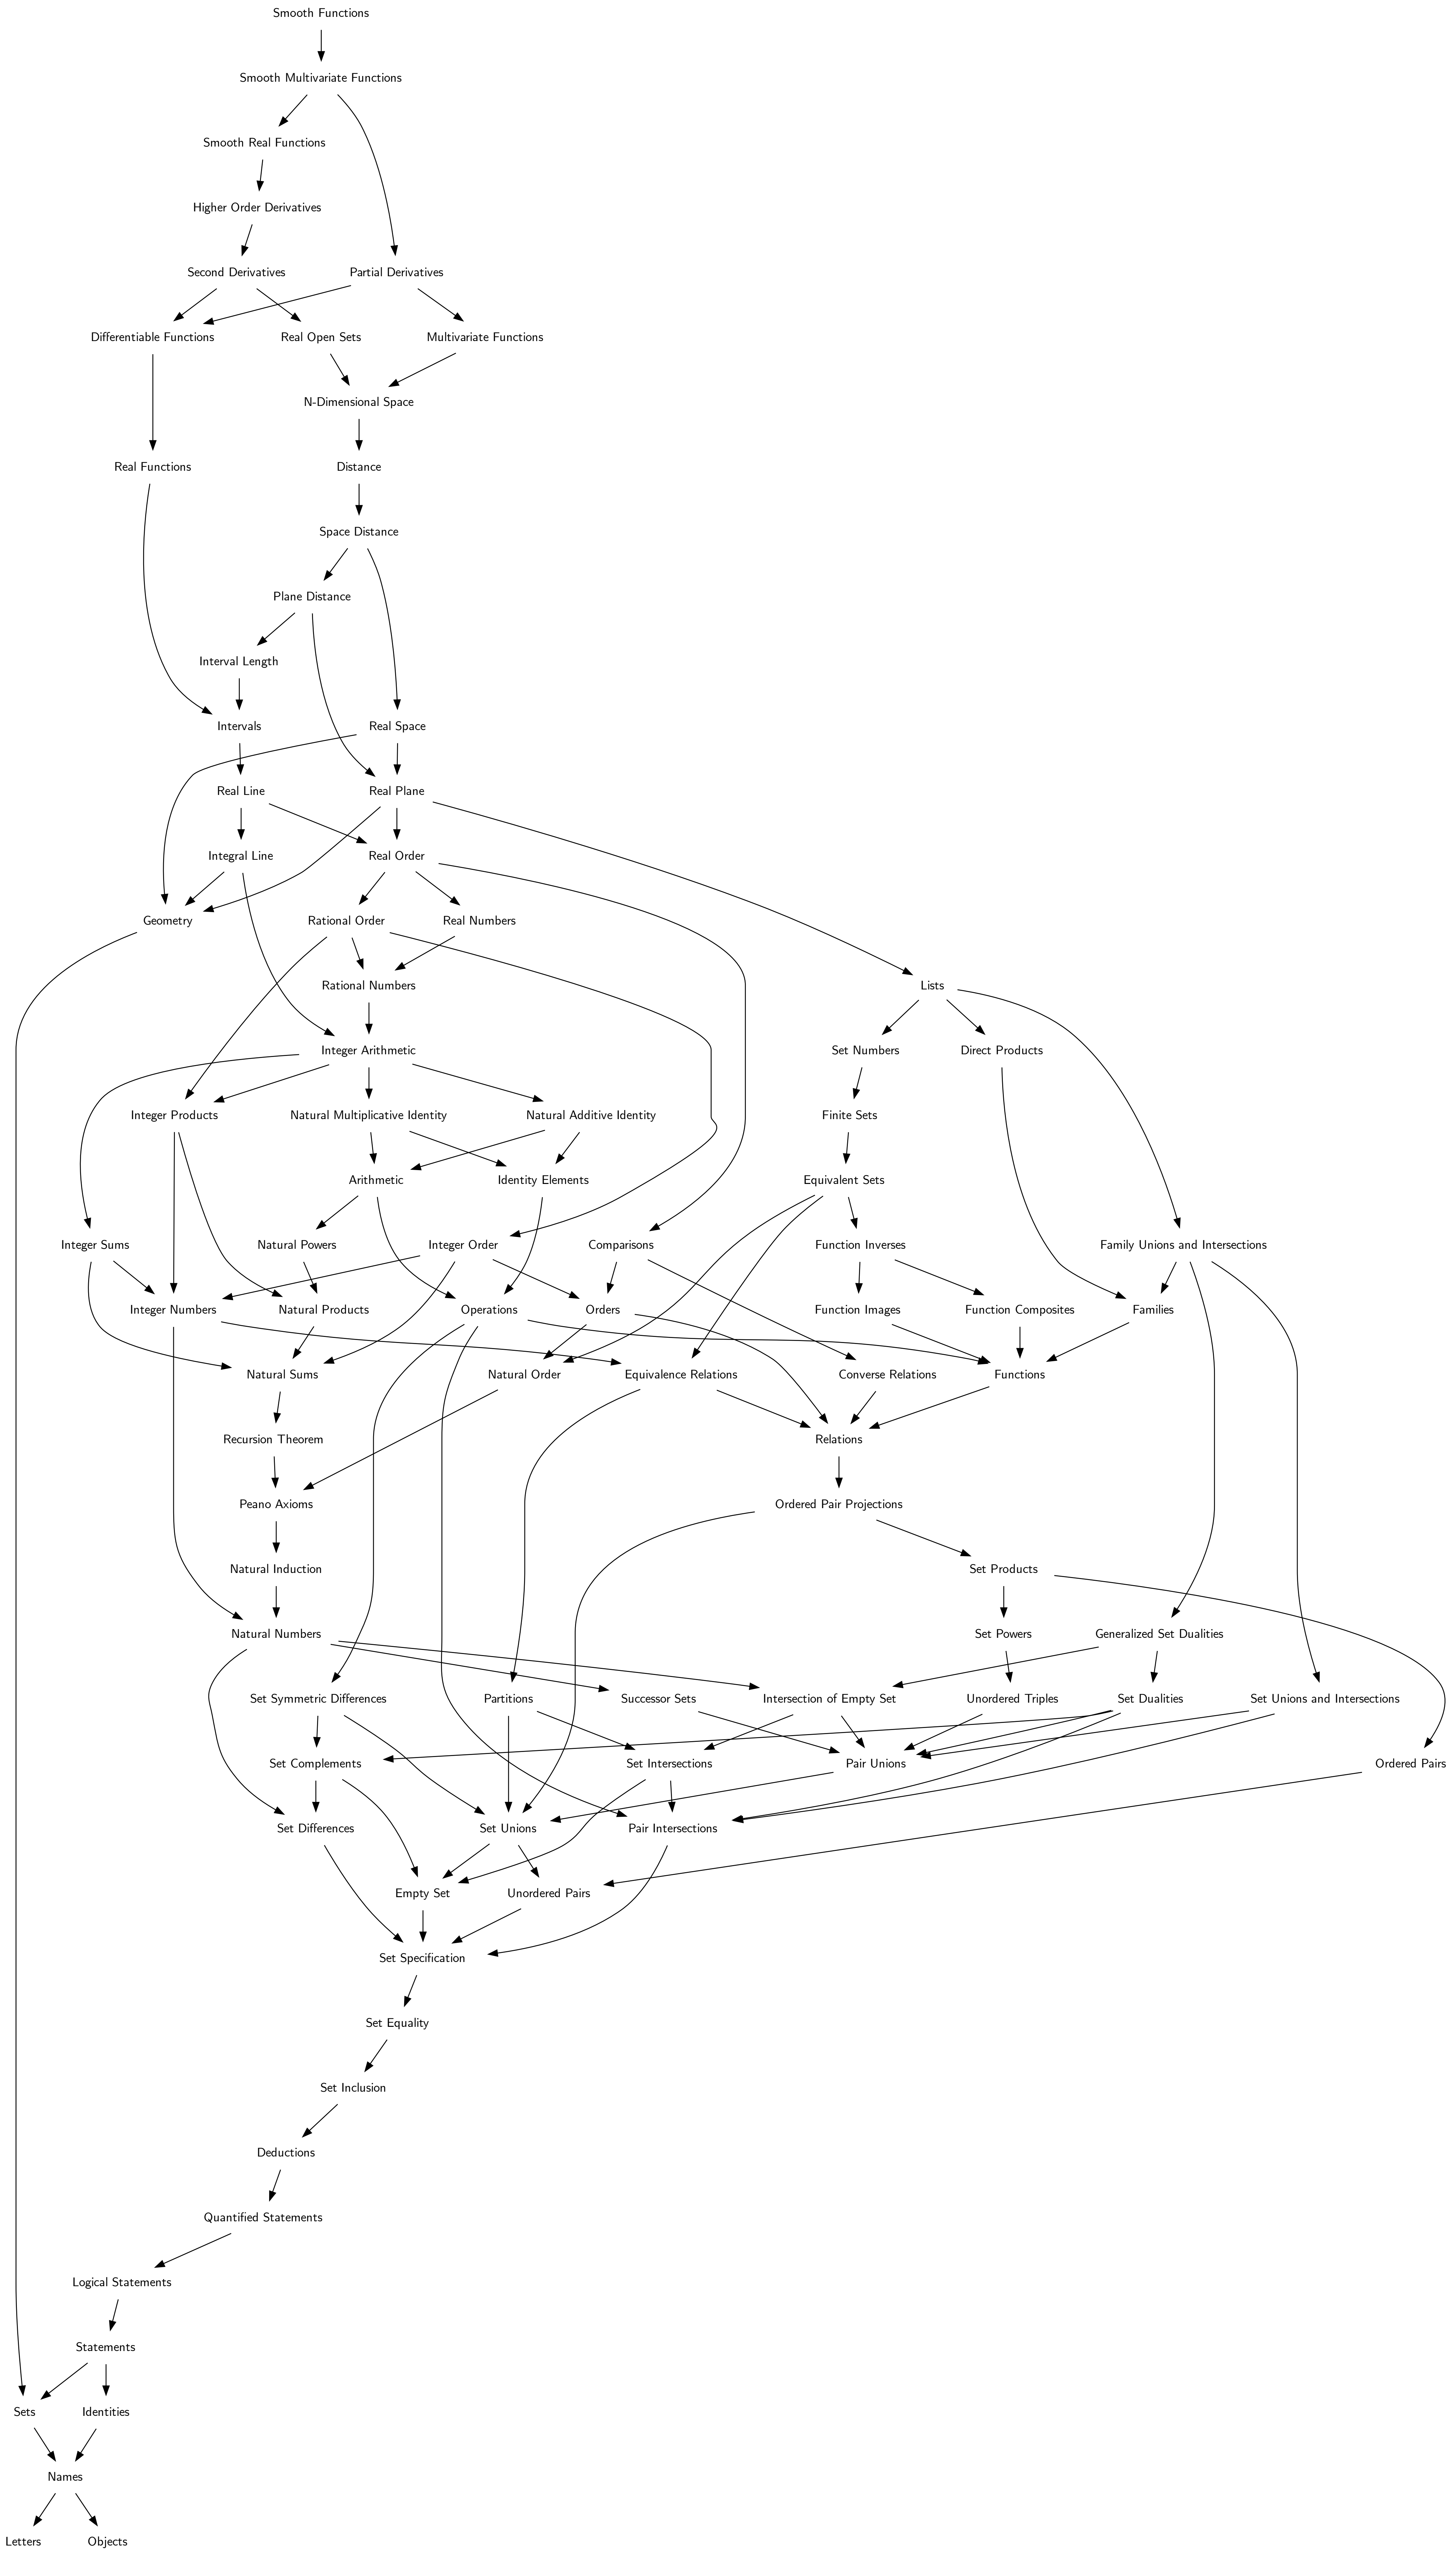 Smooth Functions
Smooth Multivariate Functions
Smooth Real Functions
Higher Order Derivatives
Second Derivatives
Partial Derivatives
Differentiable Functions
Real Open Sets
Multivariate Functions
N-Dimensional Space
Real Functions
Distance
Space Distance
Plane Distance
Interval Length
Intervals
Real Space
Real Line
Real Plane
Integral Line
Real Order
Geometry
Rational Order
Real Numbers
Rational Numbers
Lists
Integer Arithmetic
Set Numbers
Direct Products
Integer Products
Natural Multiplicative Identity
Natural Additive Identity
Finite Sets
Arithmetic
Identity Elements
Equivalent Sets
Integer Sums
Natural Powers
Integer Order
Comparisons
Function Inverses
Family Unions and Intersections
Integer Numbers
Natural Products
Operations
Orders
Function Images
Function Composites
Families
Natural Sums
Natural Order
Equivalence Relations
Converse Relations
Functions
Recursion Theorem
Relations
Peano Axioms
Ordered Pair Projections
Natural Induction
Set Products
Natural Numbers
Set Powers
Generalized Set Dualities
Set Symmetric Differences
Partitions
Successor Sets
Intersection of Empty Set
Unordered Triples
Set Dualities
Set Unions and Intersections
Set Complements
Set Intersections
Pair Unions
Ordered Pairs
Set Differences
Set Unions
Pair Intersections
Empty Set
Unordered Pairs
Set Specification
Set Equality
Set Inclusion
Deductions
Quantified Statements
Logical Statements
Statements
Sets
Identities
Names
Letters
Objects